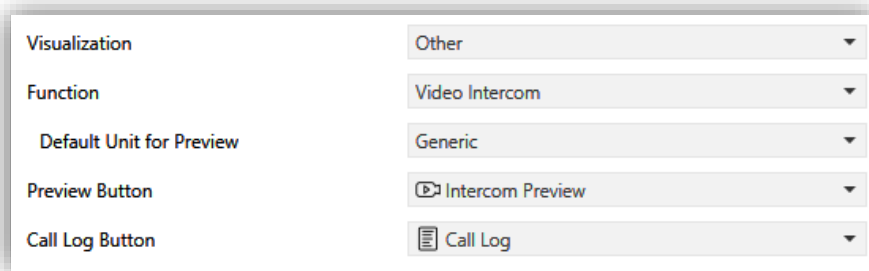 Visualization Other
Function Video Intercom
Default Unit for Preview Generic
Preview Button Intercom Preview
Call Log Button Call Log